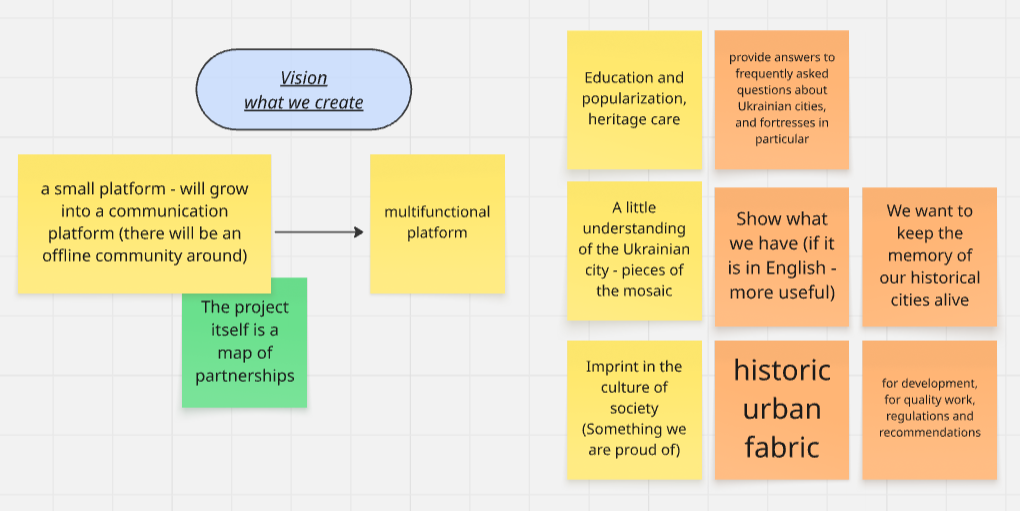 Vision
what we create
a small platform - will grow
into a communication
platform (there will be an
offline community around)
multifunctional
platform
The project
itself is a
map of
partnerships
Education and
popularization,
heritage care
provide answers to
frequently asked
questions about
Ukrainian cities,
and fortresses in
particular
A little
understanding
of the Ukrainian
city - pieces of
the mosaic
Show what
we have (if it
is in English -
more useful)
We want to
keep the
memory of
our historical
cities alive
Imprint in the
culture of
society
(Something we
are proud of)
historic
urban
fabric
for development,
for quality work,
regulations and
recommendations